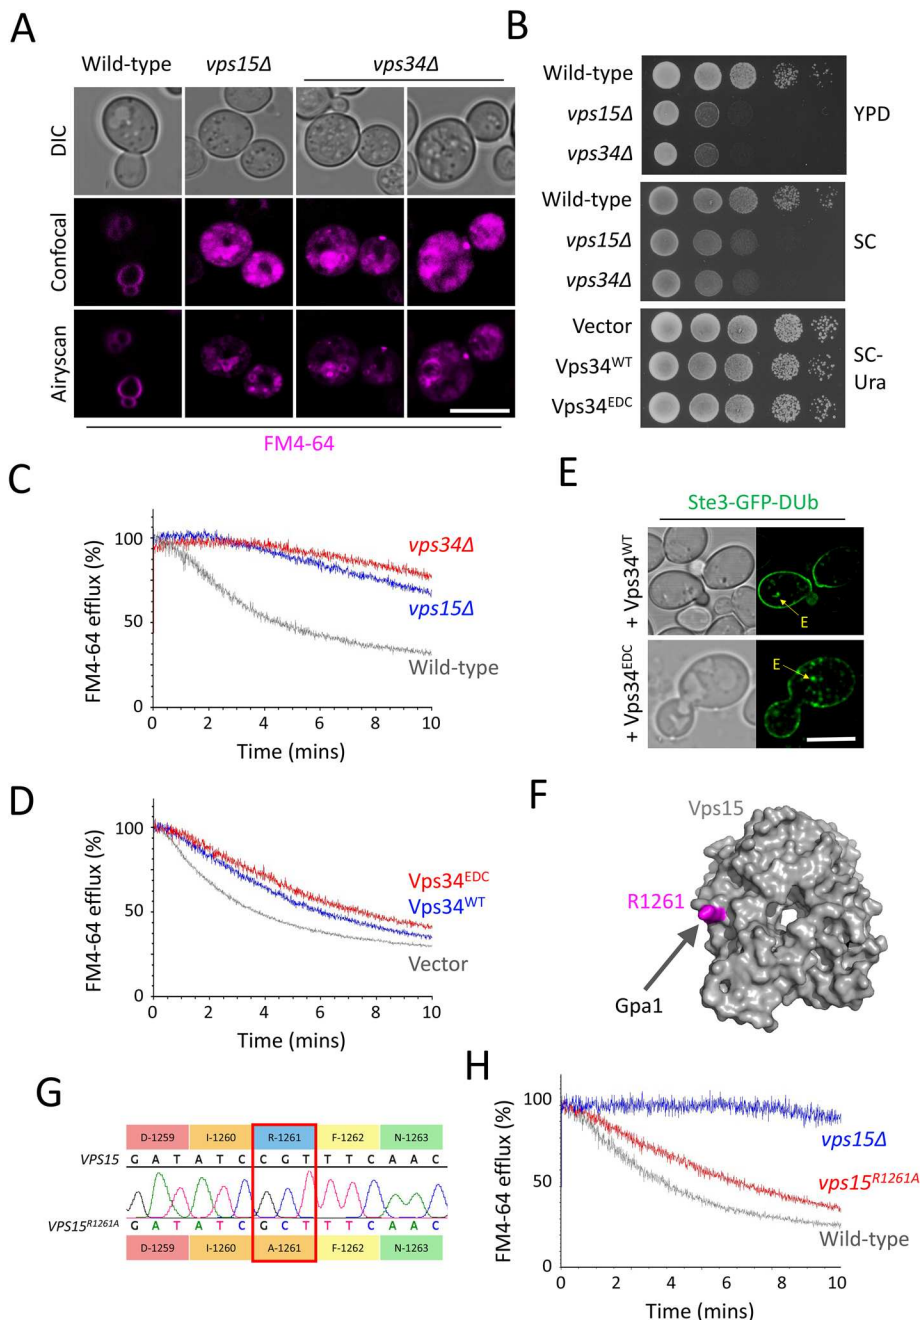 A
Wild-type vps15Δ vps34Δ
DIC
Confocal
Airyscan
FM4-64
B
Wild-type
vps15Δ
vps34Δ
YPD
Wild-type
vps15Δ
vps34Δ
SC
Vector
Vps34WT
Vps34EDC
SC-
Ura
C
FM4-64 efflux (%)
100
50
0
0 2 4 6 8 10
Time (mins)
vps34Δ
vps15Δ
Wild-type
D
FM4-64 efflux (%)
100
50
0
0 2 4 6 8 10
Time (mins)
Vps34EDC
Vps34WT
Vector
E
Ste3-GFP-DUb
+ Vps34WT
E
+ Vps34EDC
E
F
Vps15
R1261
Gpa1
G
D-1259 I-1260 R-1261 F-1262 N-1263
VPS15 G A T A T C C G T T T C A A C
VPS15R1261A G A T A T C G C T T T C A A C
D-1259 I-1260 A-1261 F-1262 N-1263
H
FM4-64 efflux (%)
100
50
0
0 2 4 6 8 10
Time (mins)
vps15Δ
vps15R1261A
Wild-type